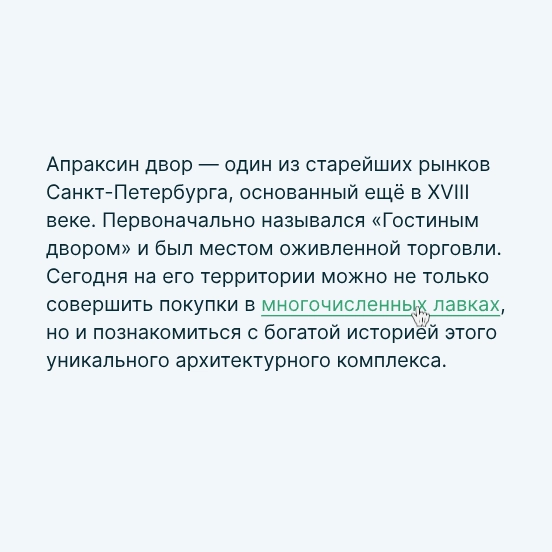 Апраксин двор — один из старейших рынков
Санкт-Петербурга, основанный ещё в XVIII
веке. Первоначально назывался «Гостиным
двором» и был местом оживленной торговли.
Сегодня на его территории можно не только
совершить покупки в многочисленных лавках,
но и познакомиться с богатой историей этого
уникального архитектурного комплекса.